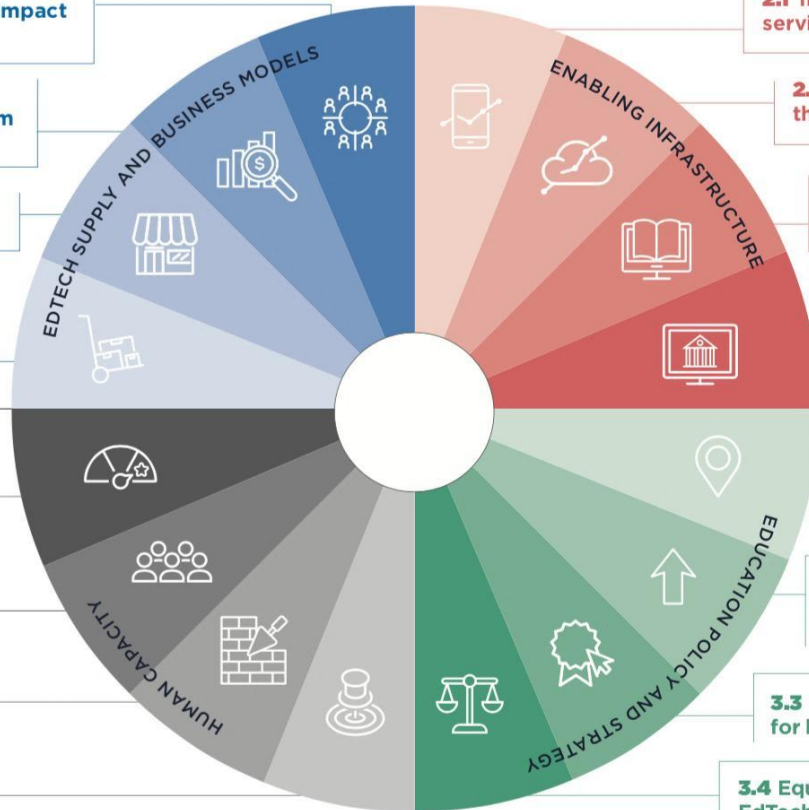 mpact
m
EDTECH SUPPLY AND BUSINESS MODELS
$
ENABLING INFRASTRUCTURE
servi
2.
th
EDUCATION POLICY AND STRATEGY
3.3
for
3.4 Equ
HUMAN CAPACITY